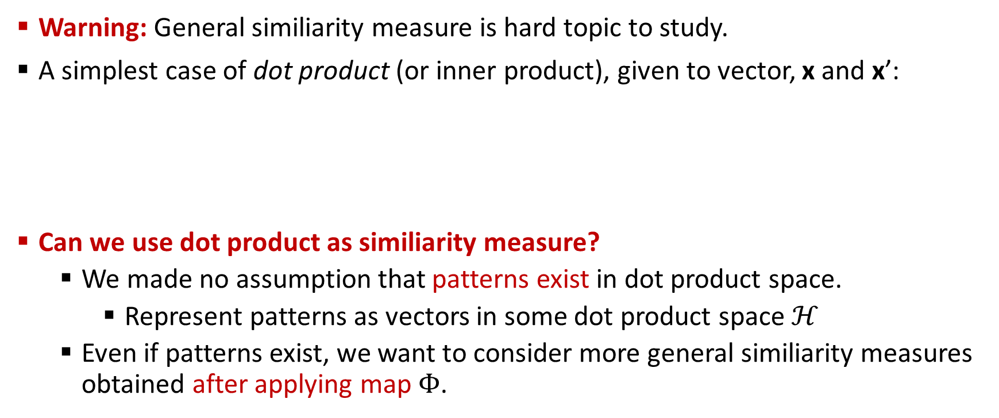 ▪ Warning: General similiarity measure is hard topic to study.
▪ A simplest case of dot product (or inner product), given to vector, x and x’:
▪ Can we use dot product as similiarity measure?
▪ We made no assumption that patterns exist in dot product space.
▪ Represent patterns as vectors in some dot product space ℋ
▪ Even if patterns exist, we want to consider more general similiarity measures
obtained after applying map Φ.